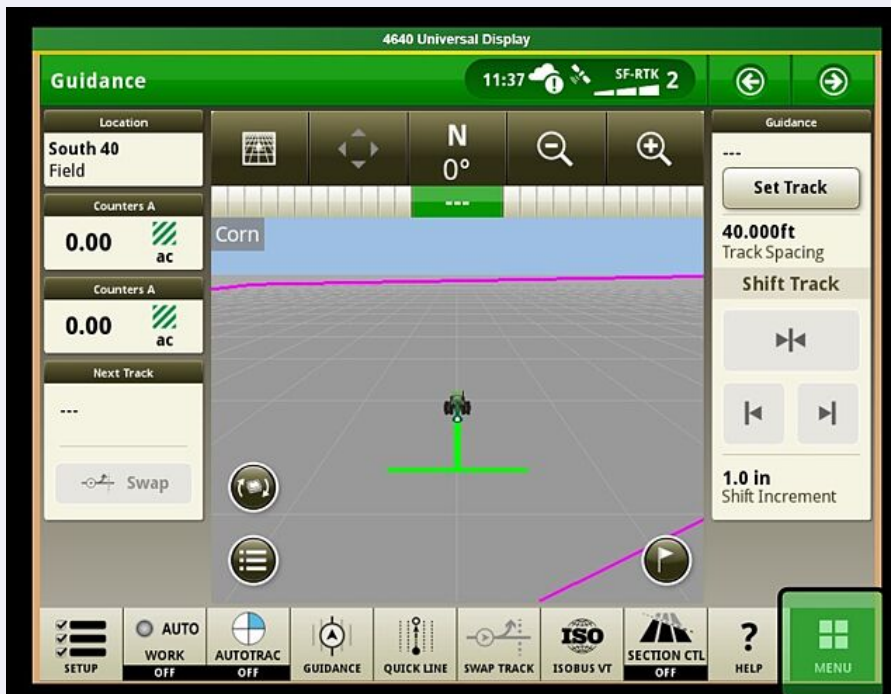 4640 Universal Display
Guidance
11:37
SF-RTK 2
Location
South 40
Field
Counters A
0.00
ac
Counters A
0.00
ac
Next Track
---
Swap
N
0°
---
Corn
Guidance
---
Set Track
40.000ft
Track Spacing
Shift Track
1.0 in
Shift Increment
SETUP
AUTO
WORK
OFF
AUTOTRAC
OFF
GUIDANCE
QUICK LINE
SWAP TRACK
ISO
ISOBUS VT
SECTION CTL
OFF
?
HELP
MENU